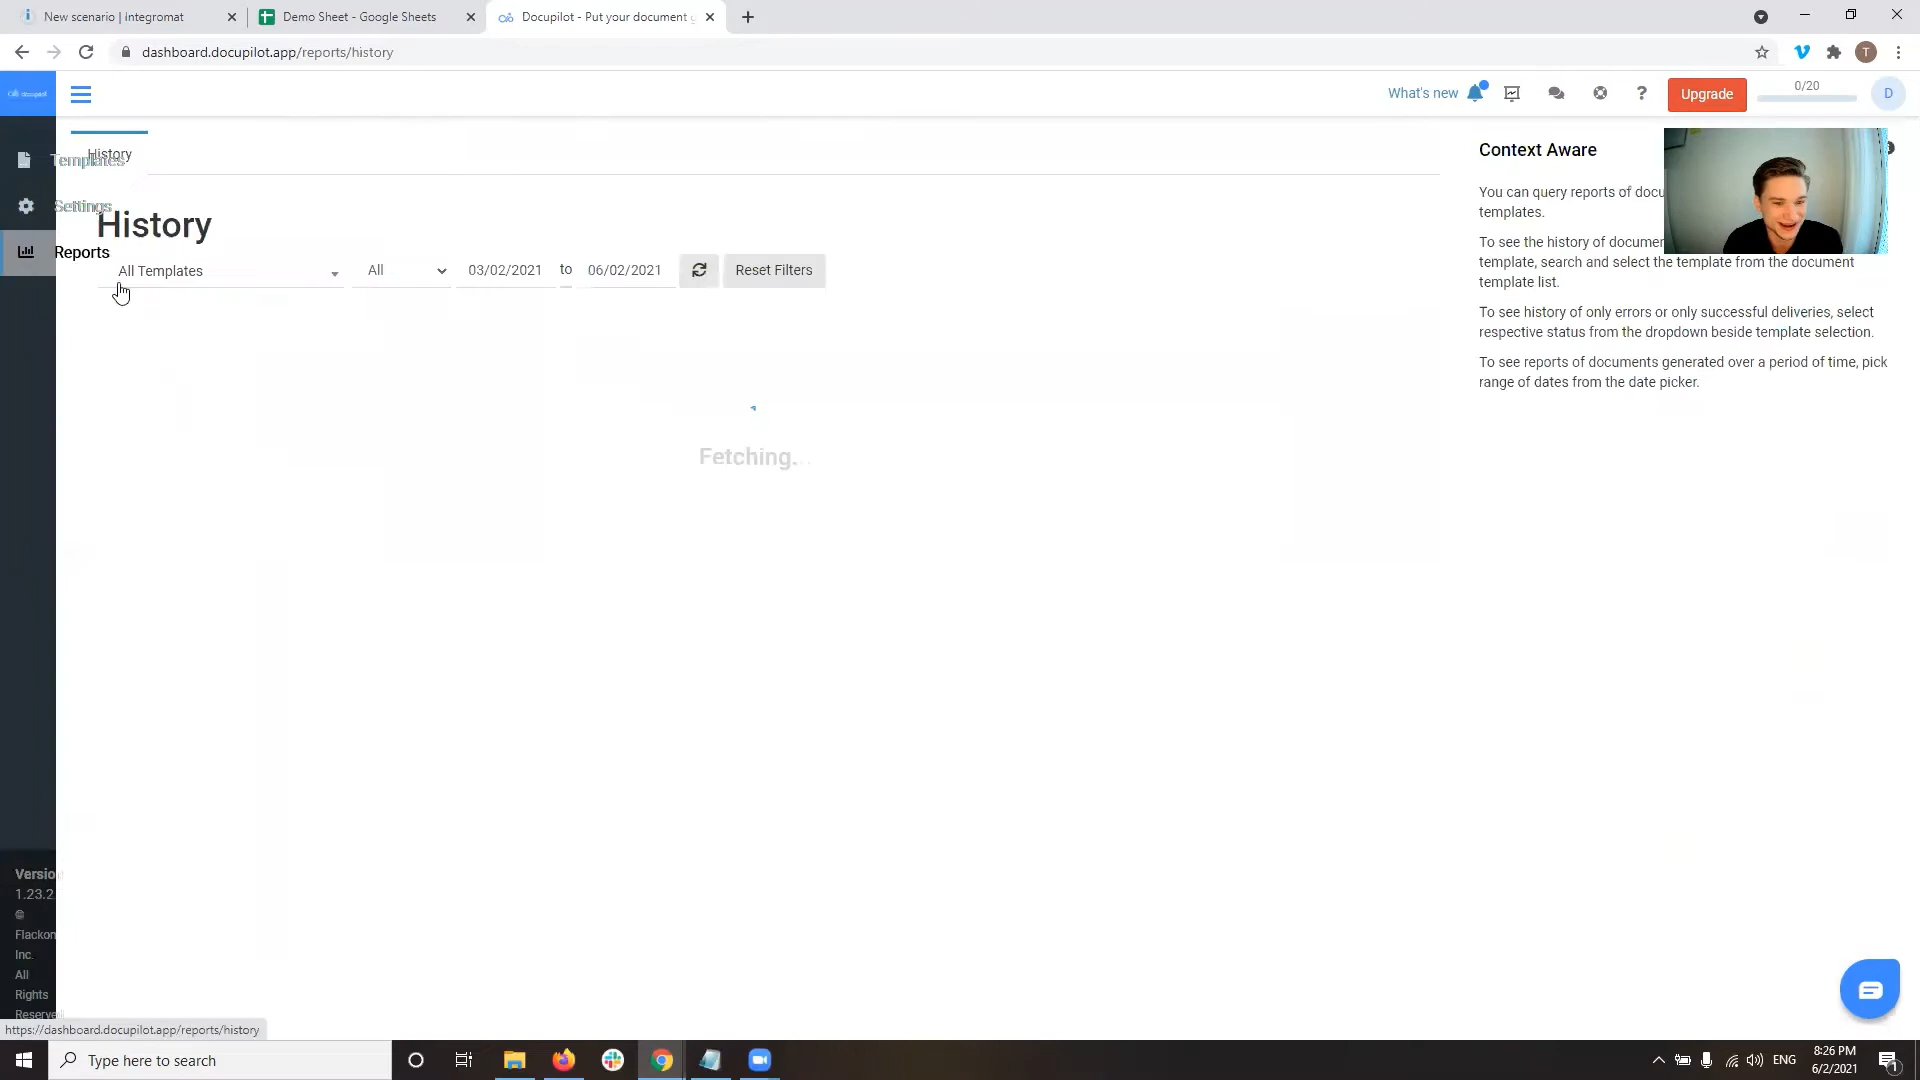 New scenario | Integromat
Demo Sheet - Google Sheets
Docupilot - Put your document
dashboard.docupilot.app/reports/history
docupilot
What's new
Upgrade
0/20
D
T
Templates
Settings
Reports
History
History
All Templates
All
03/02/2021
to
06/02/2021
Reset Filters
Fetching...
Context Aware
You can query reports of
templates.
To see the history of
template, search and select the template from the document
template list.
To see history of only errors or only successful deliveries, select
respective status from the dropdown beside template selection.
To see reports of documents generated over a period of time, pick
range of dates from the date picker.
1.23.2
©
Inc.
All
Rights
https://dashboard.docupilot.app/reports/history
Type here to search
ENG
8:26 PM
6/2/2021
1